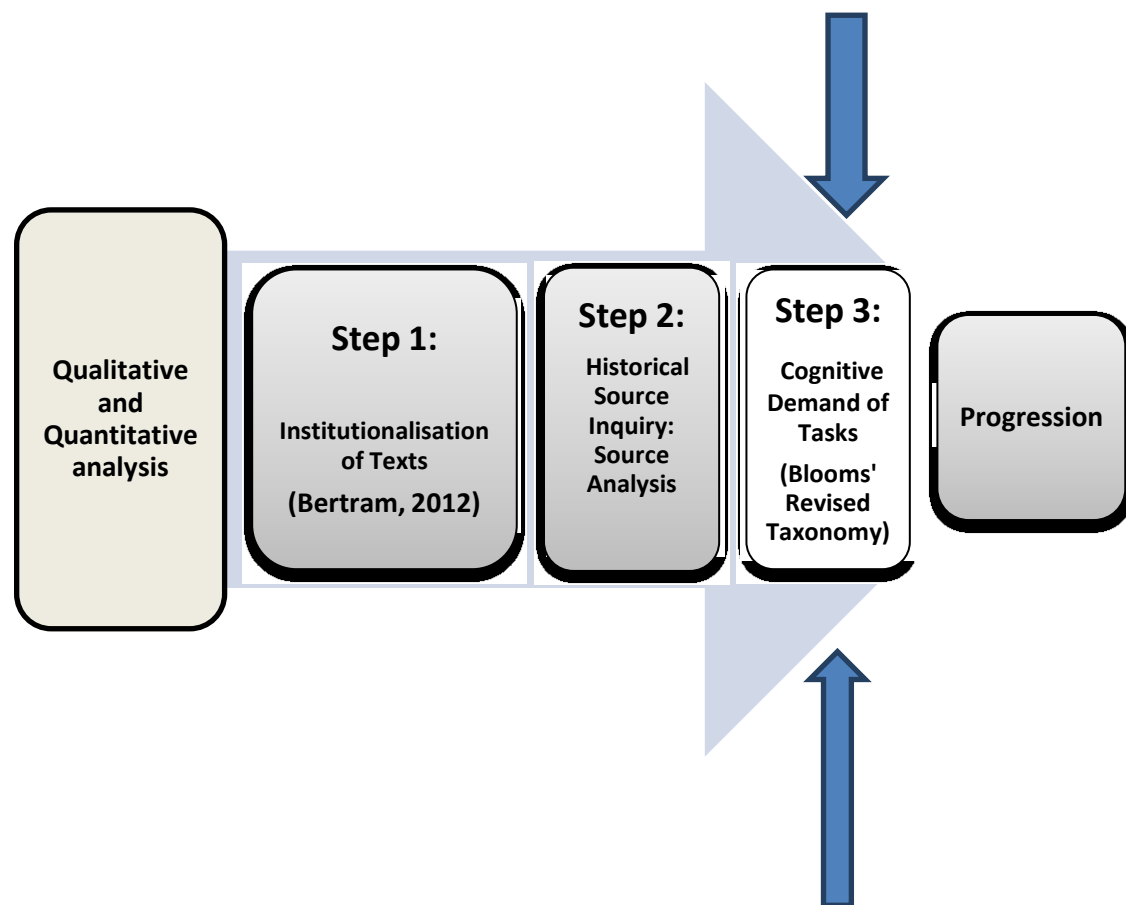 Qualitative
and
Quantitative
analysis
Step 1:
Institutionalisation
of Texts
(Bertram, 2012)
Step 2:
Historical
Source
Inquiry:
Source
Analysis
Step 3:
Cognitive
Demand of
Tasks
(Blooms'
Revised
Taxonomy)
Progression